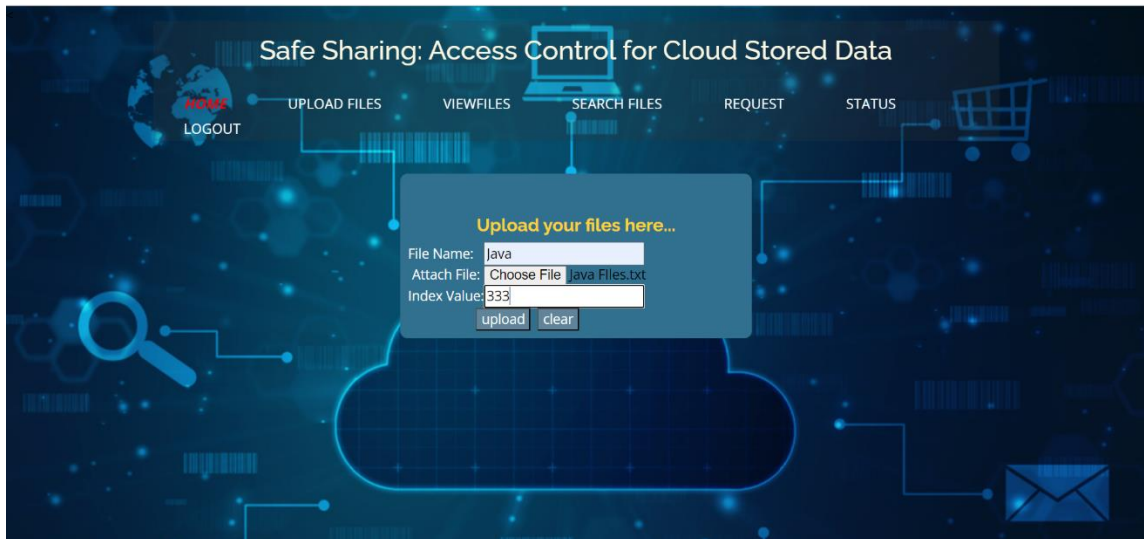 Safe Sharing: Access Control for Cloud Stored Data
HOME UPLOAD FILES VIEWFILES SEARCH FILES REQUEST STATUS
LOGOUT
Upload your files here...
File Name: Java
Attach File: Choose File Java FIles.txt
Index Value: 333
upload clear